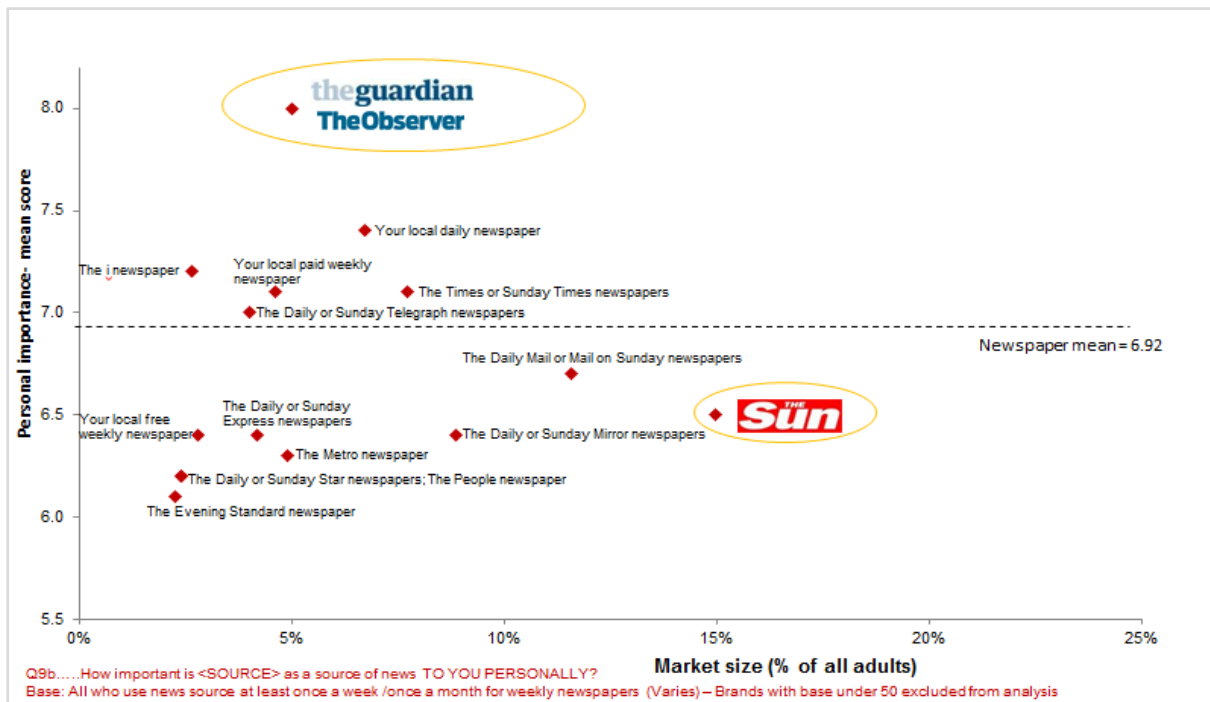 Personal importance- mean score
8.0
7.5
7.0
6.5
6.0
5.5
theguardian
TheObserver
Your local daily newspaper
The i newspaper
Your local paid weekly
newspaper
The Times or Sunday Times newspapers
The Daily or Sunday Telegraph newspapers
Newspaper mean = 6.92
The Daily Mail or Mail on Sunday newspapers
THE
Sun
Your local free
weekly newspaper
The Daily or Sunday
Express newspapers
The Daily or Sunday Mirror newspapers
The Metro newspaper
The Daily or Sunday Star newspapers; The People newspaper
The Evening Standard newspaper
0%
5%
10%
15%
20%
25%
Market size (% of all adults)
Q9b.....How important is <SOURCE> as a source of news TO YOU PERSONALLY?
Base: All who use news source at least once a week /once a month for weekly newspapers (Varies) – Brands with base under 50 excluded from analysis